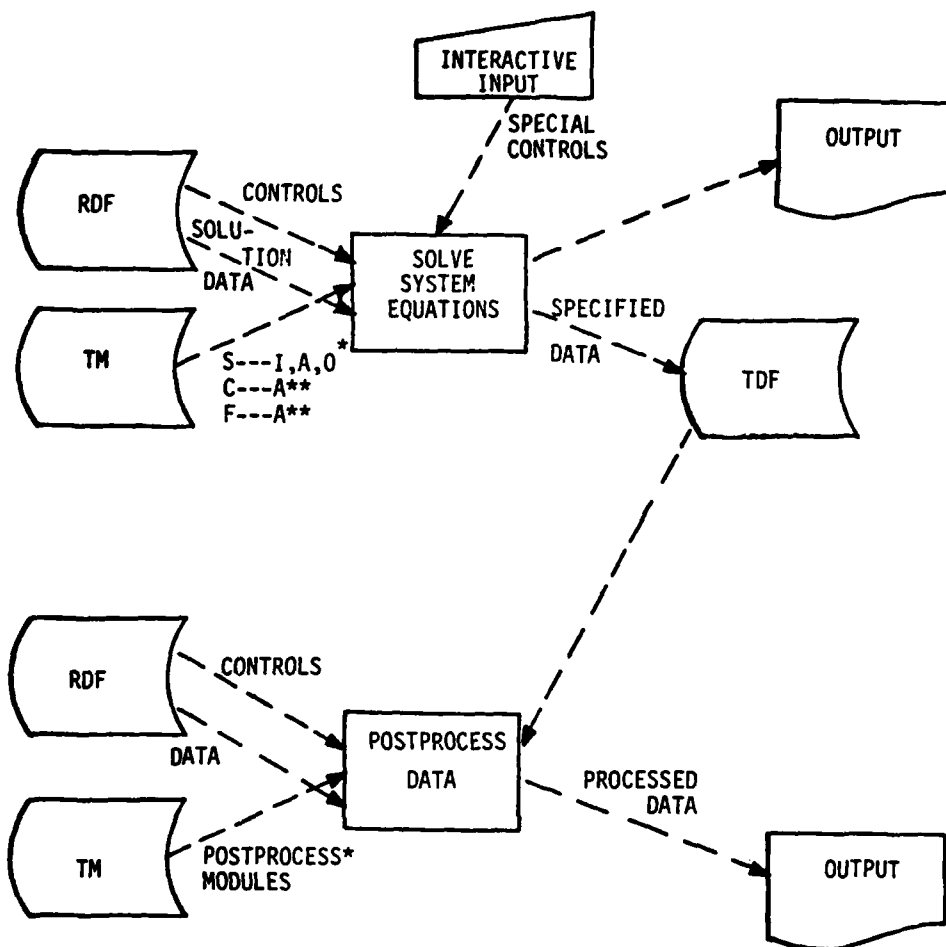 INTERACTIVE
INPUT
SPECIAL
CONTROLS
OUTPUT
RDF
CONTROLS
SOLU-
TION
DATA
SOLVE
SYSTEM
EQUATIONS
TM
S---I,A,O*
C---A**
F---A**
SPECIFIED
DATA
TDF
RDF
CONTROLS
DATA
POSTPROCESS
DATA
PROCESSED
DATA
TM
POSTPROCESS*
MODULES
OUTPUT